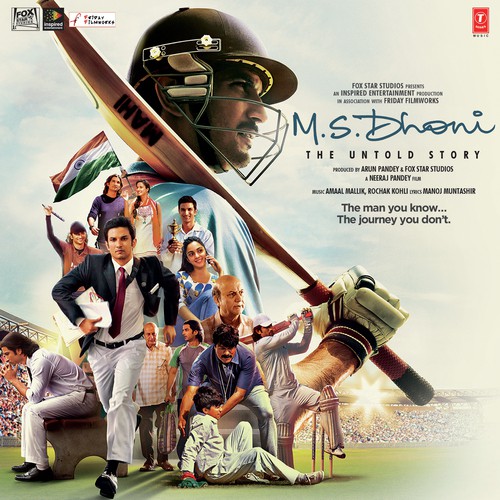 FOX
STAR
STUDIOS
inspired
entertainment
FRIDAY
FILMWORKS
T
T-Series
MUSIC
FOX STAR STUDIOS PRESENTS
AN INSPIRED ENTERTAINMENT PRODUCTION
IN ASSOCIATION WITH FRIDAY FILMWORKS
M.S.Dhoni
THE UNTOLD STORY
PRODUCED BY ARUN PANDEY & FOX STAR STUDIOS
A NEERAJ PANDEY FILM
MUSIC AMAAL MALLIK, ROCHAK KOHLI LYRICS MANOJ MUNTASHIR
The man you know...
The journey you don't.
MAHI